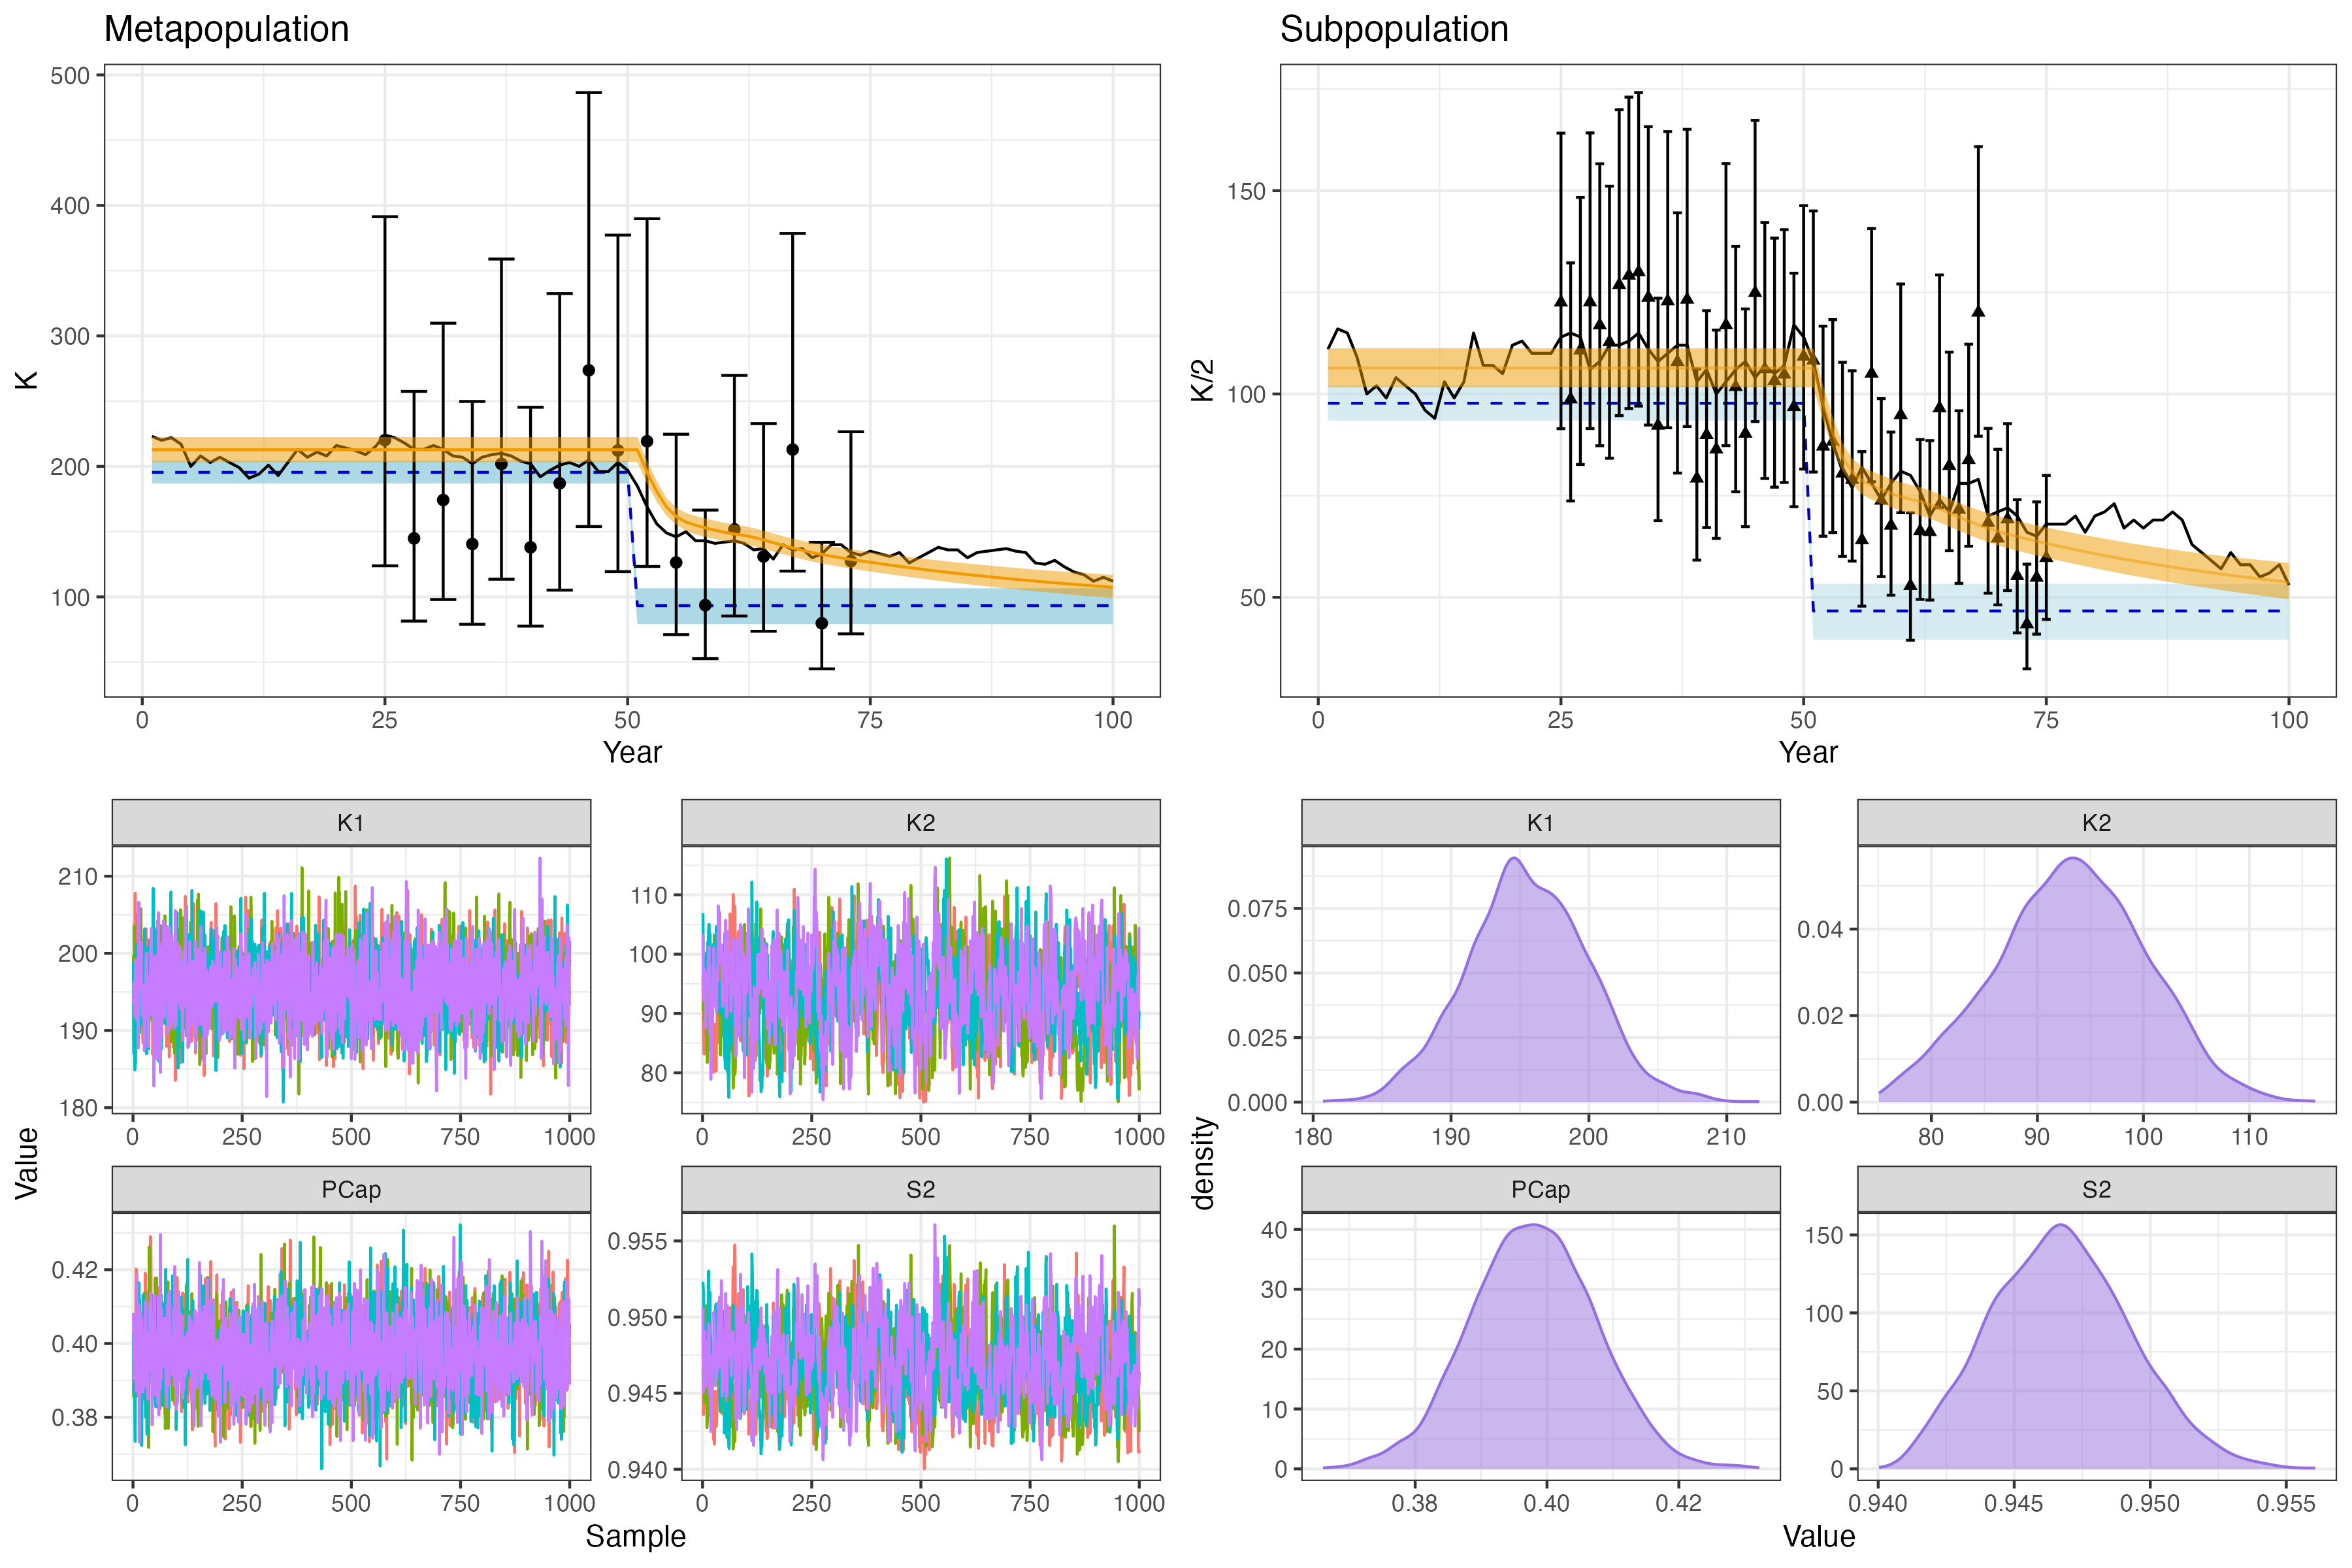 Metapopulation
K
500
400
300
200
100
0 25 50 75 100
Year
Subpopulation
K/2
150
100
50
0 25 50 75 100
Year
Value
K1
210
200
190
180
0 250 500 750 1000
K2
110
100
90
80
0 250 500 750 1000
PCap
0.42
0.40
0.38
0 250 500 750 1000
S2
0.955
0.950
0.945
0.940
0 250 500 750 1000
Sample
density
K1
0.075
0.050
0.025
0.000
180 190 200 210
K2
0.04
0.02
0.00
80 90 100 110
PCap
40
30
20
10
0
0.38 0.40 0.42
S2
150
100
50
0
0.940 0.945 0.950 0.955
Value